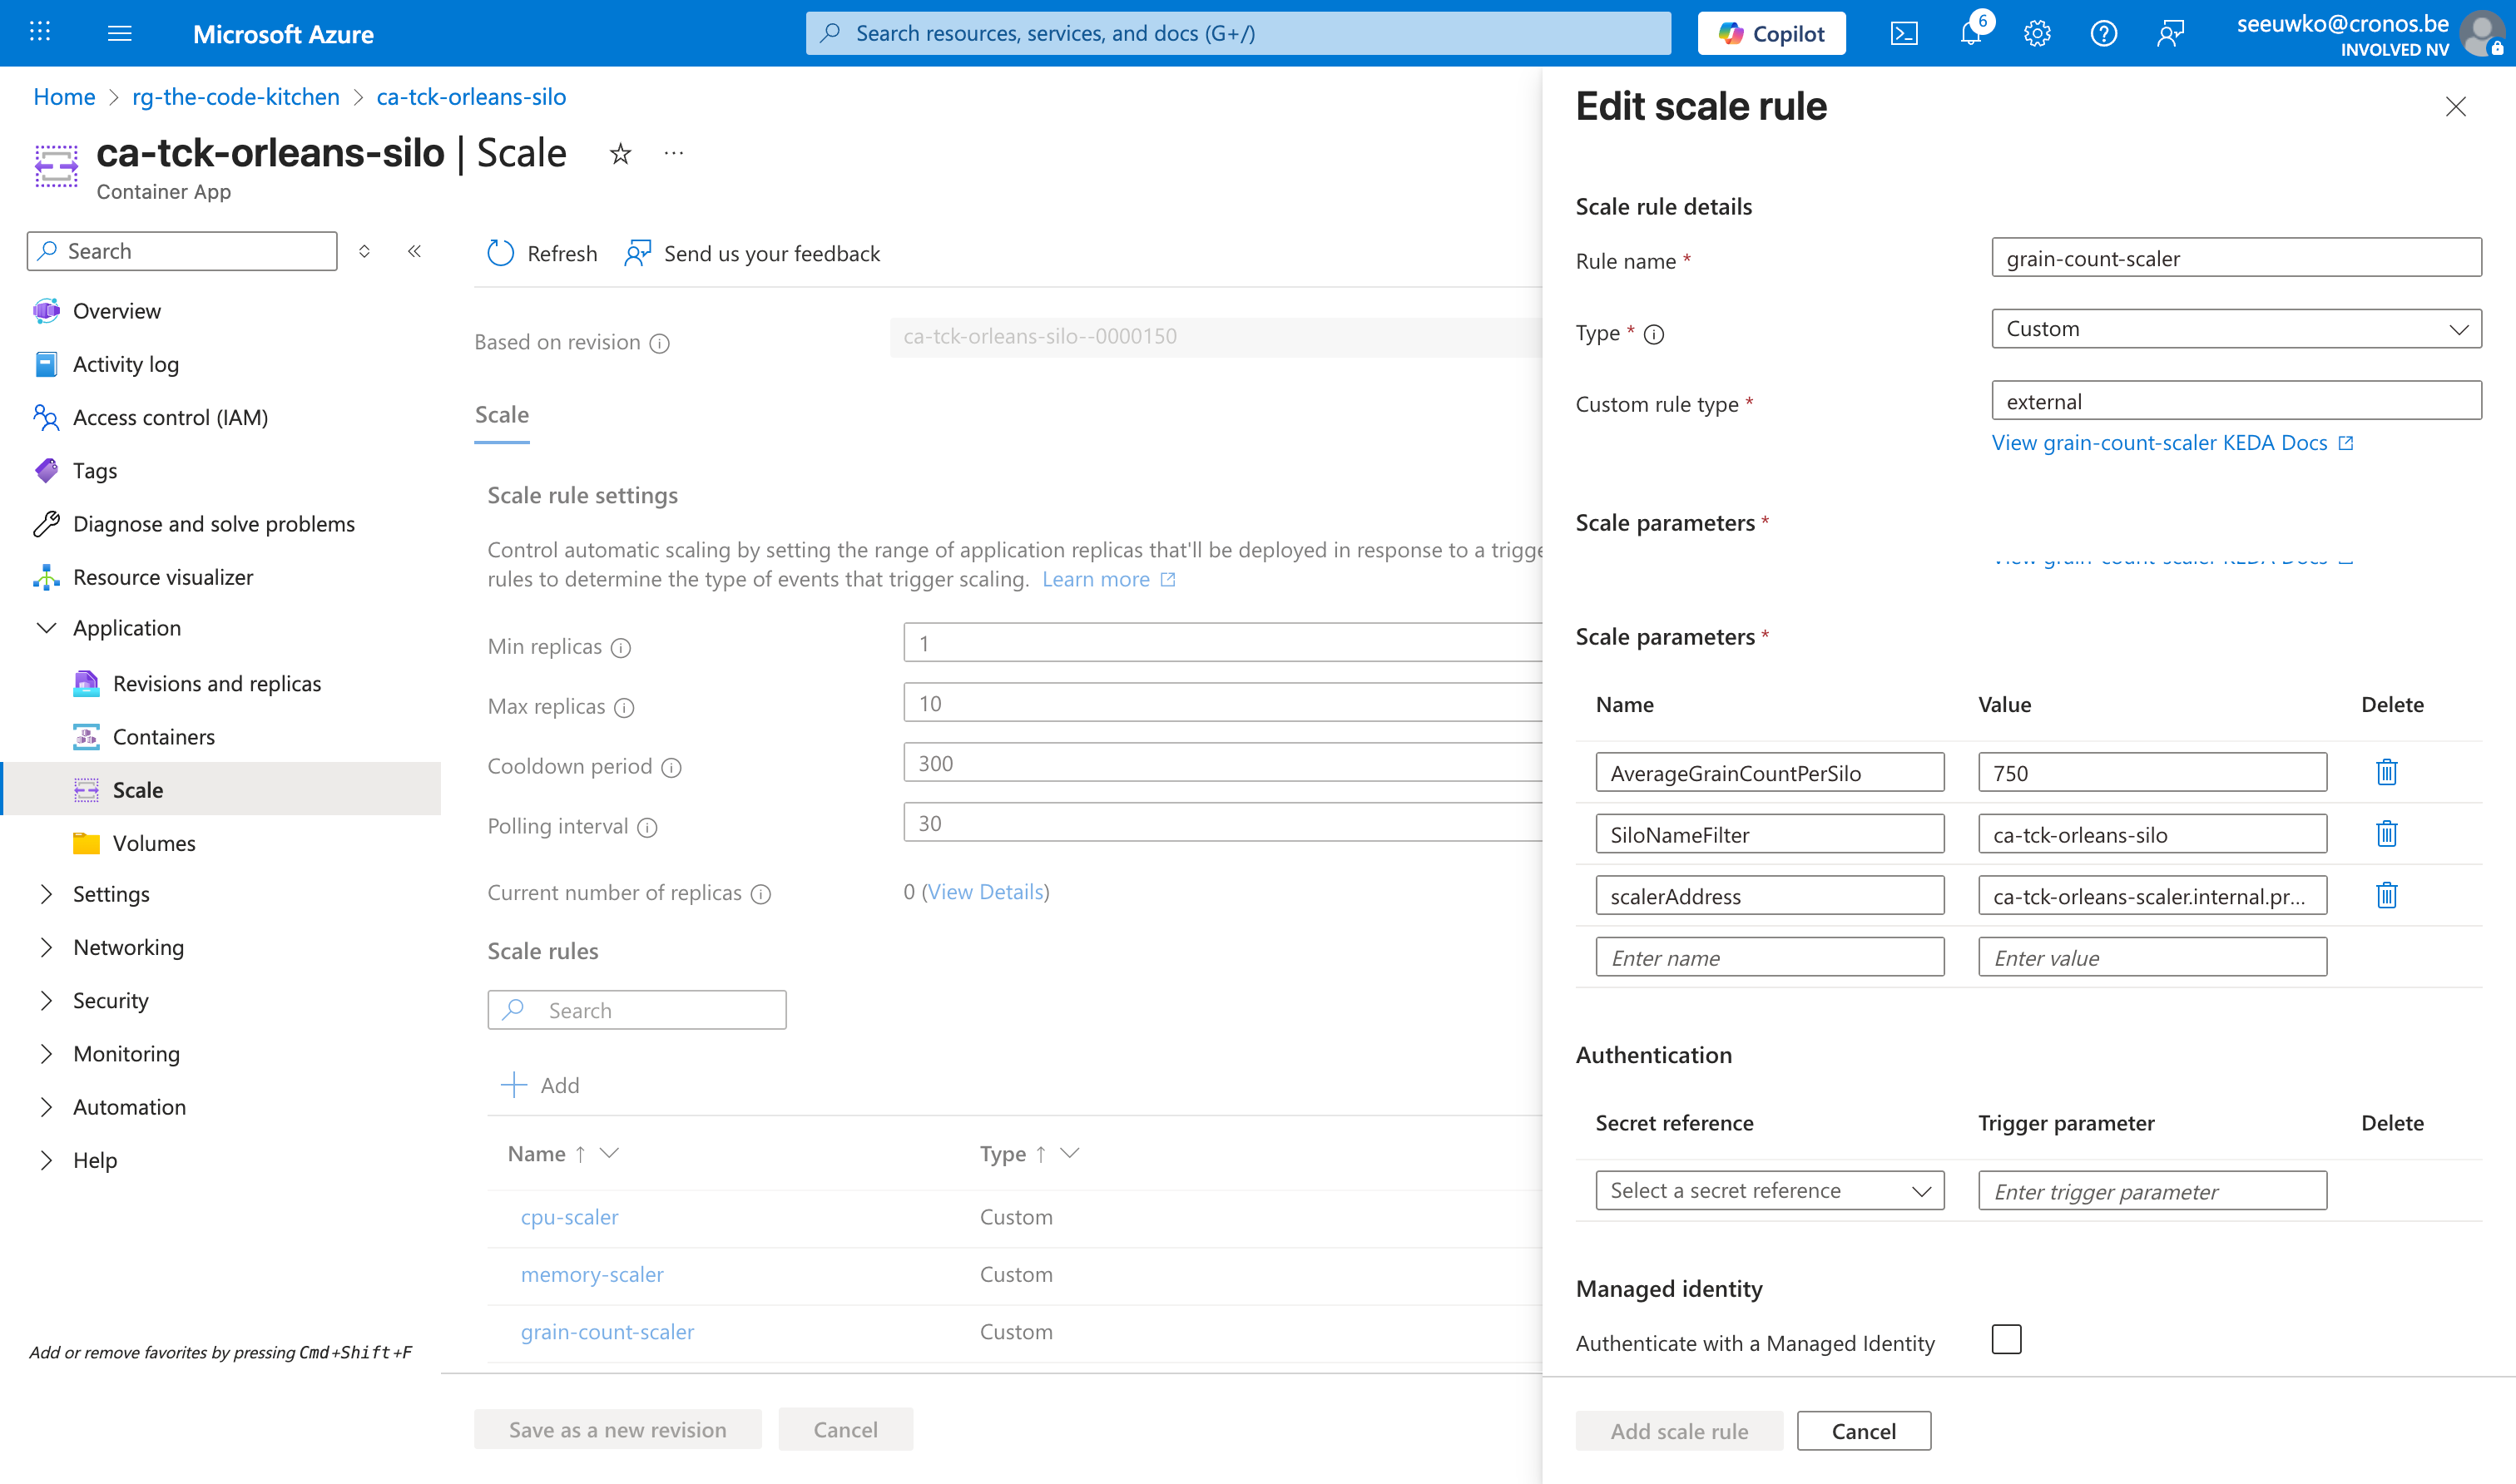 Microsoft Azure
Search resources, services, and docs (G+/)
Copilot
6
seeuwko@cronos.be
INVOLVED NV
Home > rg-the-code-kitchen > ca-tck-orleans-silo
ca-tck-orleans-silo | Scale
Container App
Search
Overview
Activity log
Access control (IAM)
Tags
Diagnose and solve problems
Resource visualizer
Application
Revisions and replicas
Containers
Scale
Volumes
Settings
Networking
Security
Monitoring
Automation
Help
Add or remove favorites by pressing Cmd+Shift+F
Refresh
Send us your feedback
Based on revision
ca-tck-orleans-silo--0000150
Scale
Scale rule settings
Control automatic scaling by setting the range of application replicas that'll be deployed in response to a trigge
rules to determine the type of events that trigger scaling. Learn more
Min replicas
1
Max replicas
10
Cooldown period
300
Polling interval
30
Current number of replicas
0 (View Details)
Scale rules
Search
Add
Name ↑ Type ↑
cpu-scaler Custom
memory-scaler Custom
grain-count-scaler Custom
Save as a new revision
Cancel
Edit scale rule
Scale rule details
Rule name *
grain-count-scaler
Type *
Custom
Custom rule type *
external
View grain-count-scaler KEDA Docs
Scale parameters *
View grain-count-scaler KEDA Docs
Scale parameters *
Name Value Delete
AverageGrainCountPerSilo 750
SiloNameFilter ca-tck-orleans-silo
scalerAddress ca-tck-orleans-scaler.internal.pr...
Enter name Enter value
Authentication
Secret reference Trigger parameter Delete
Select a secret reference Enter trigger parameter
Managed identity
Authenticate with a Managed Identity
Add scale rule
Cancel